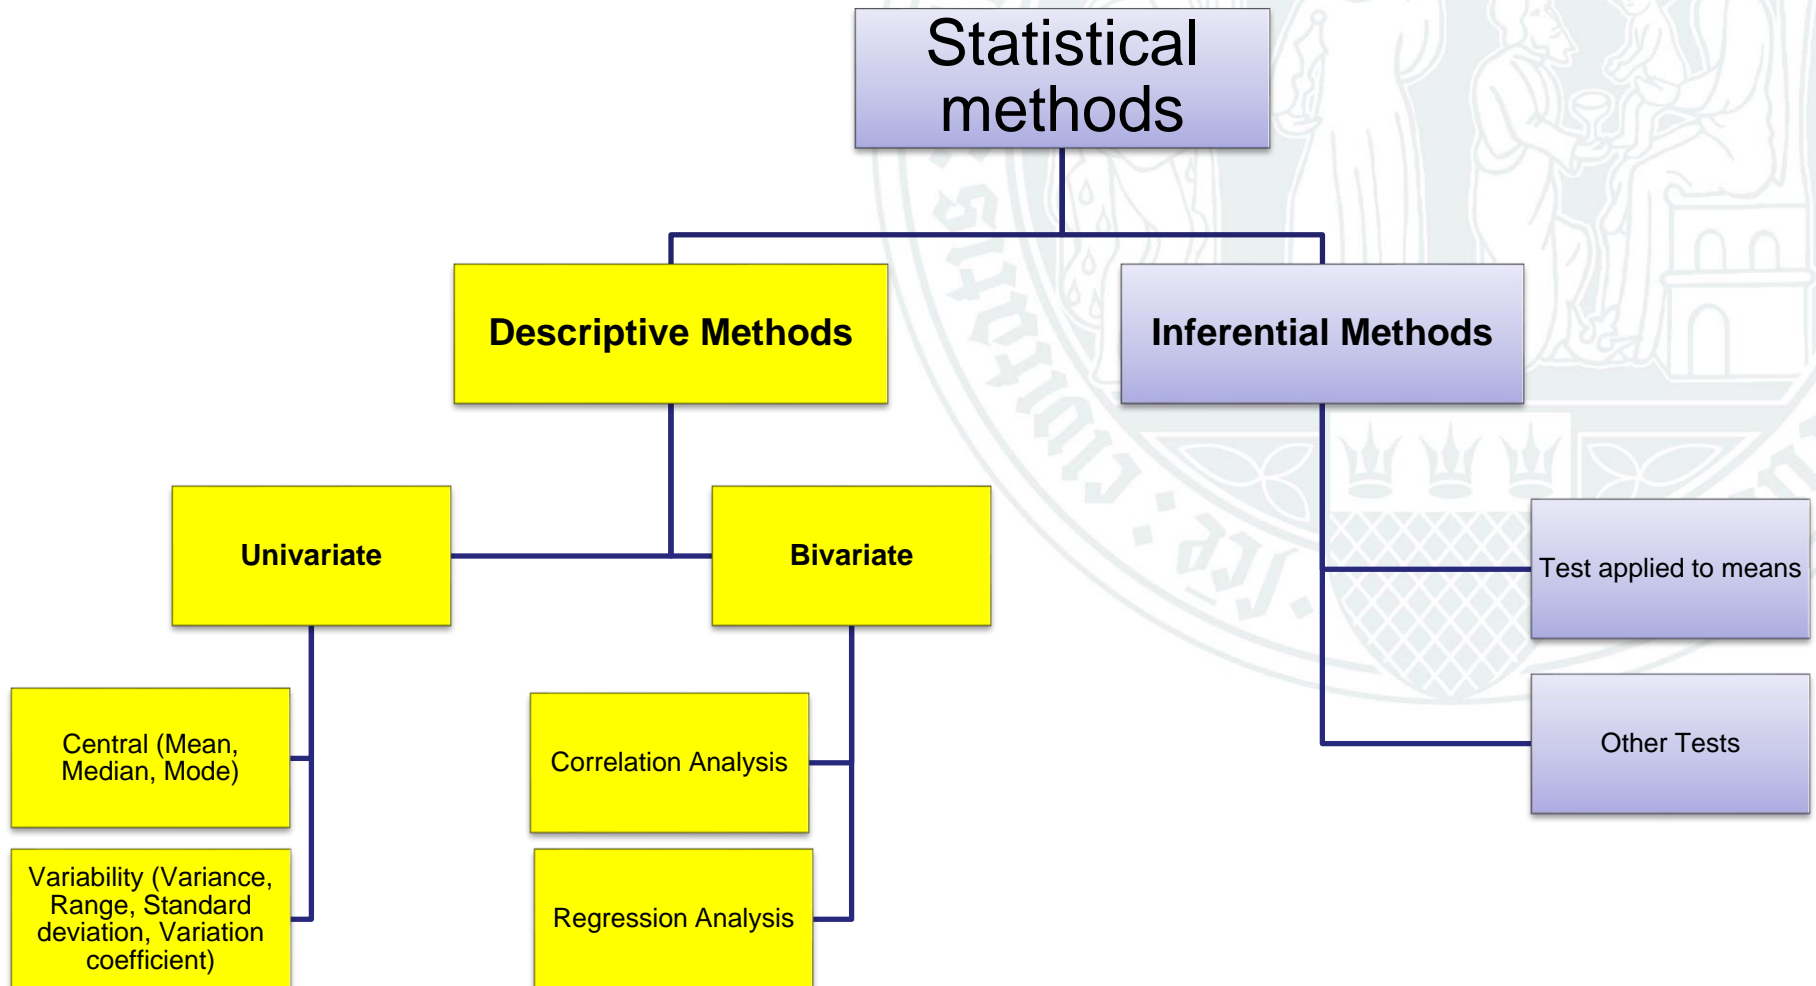 Statistical
methods
Descriptive Methods
Inferential Methods
Univariate
Bivariate
Test applied to means
Central (Mean,
Median, Mode)
Correlation Analysis
Other Tests
Variability (Variance,
Range, Standard
deviation, Variation
coefficient)
Regression Analysis